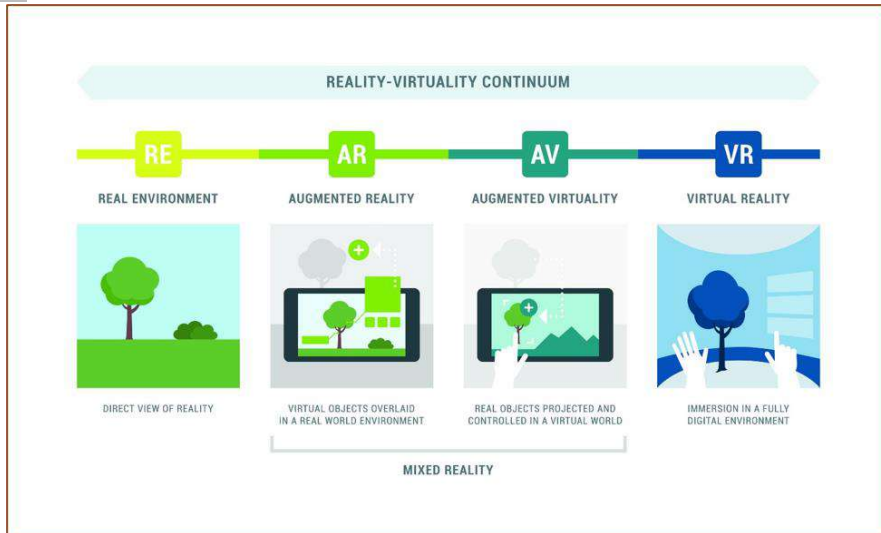 REALITY-VIRTUALITY CONTINUUM
RE
AR
AV
VR
REAL ENVIRONMENT
AUGMENTED REALITY
AUGMENTED VIRTUALITY
VIRTUAL REALITY
DIRECT VIEW OF REALITY
VIRTUAL OBJECTS OVERLAID
IN A REAL WORLD ENVIRONMENT
REAL OBJECTS PROJECTED AND
CONTROLLED IN A VIRTUAL WORLD
IMMERSION IN A FULLY
DIGITAL ENVIRONMENT
MIXED REALITY